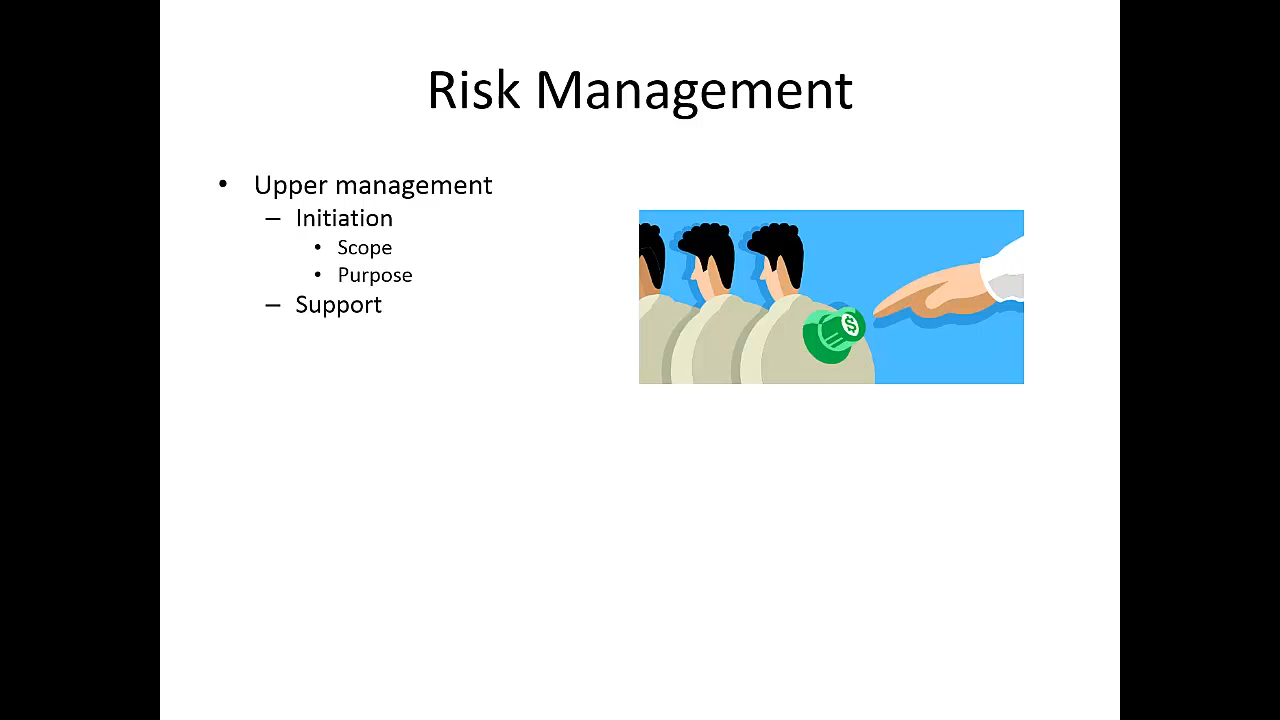 Risk Management
• Upper management
– Initiation
• Scope
• Purpose
– Support
$